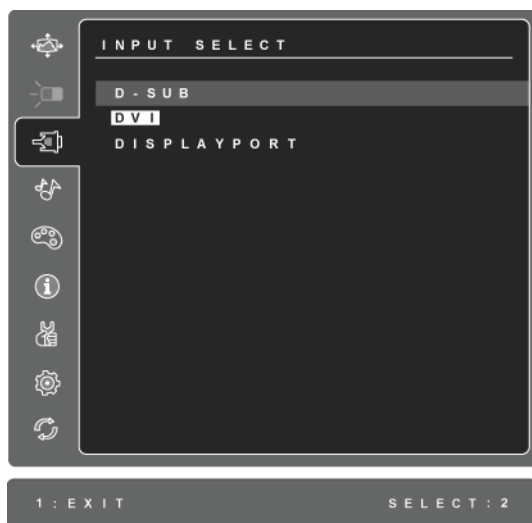 INPUT SELECT
D-SUB
DVI
DISPLAYPORT
1:EXIT SELECT:2